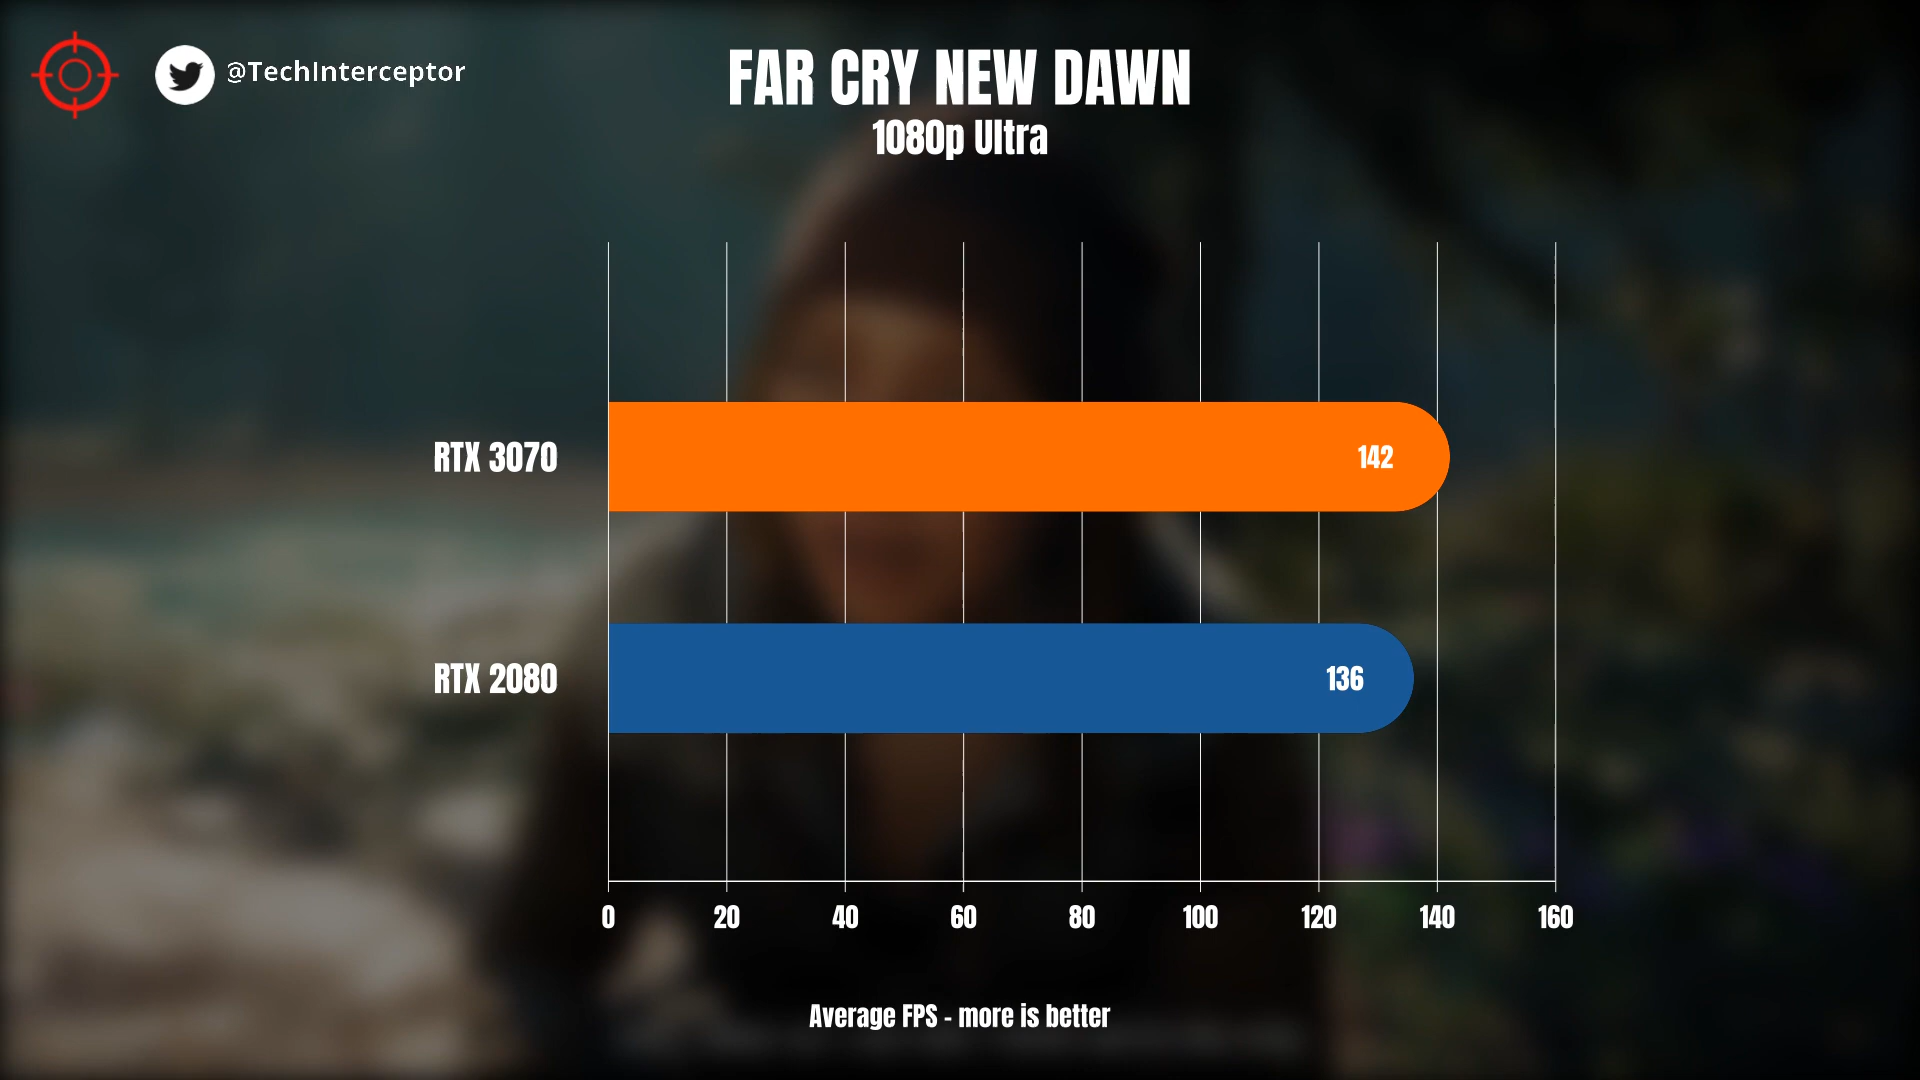 @TechInterceptor
FAR CRY NEW DAWN
1080p Ultra
RTX 3070
142
RTX 2080
136
0 20 40 60 80 100 120 140 160
Average FPS - more is better